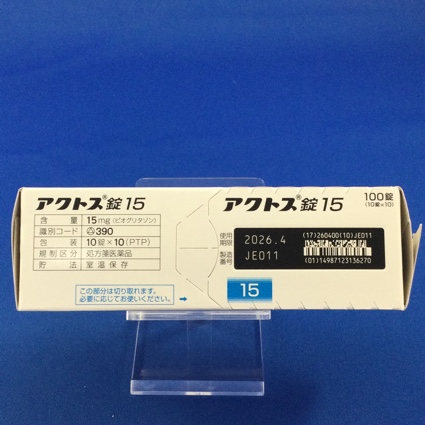 アクトス®錠15
含量 15mg(ピオグリタゾン)
識別コード 390
包装 10錠×10(PTP)
規制区分 処方箋医薬品
貯法 室温保存
この部分は切り取れます。
必要に応じてお使いください。
アクトス®錠15
100錠
(10錠×10)
使用期限 2026.4
製造番号 JE011
(17)260400(10)JE011
(01)14987123136270
15